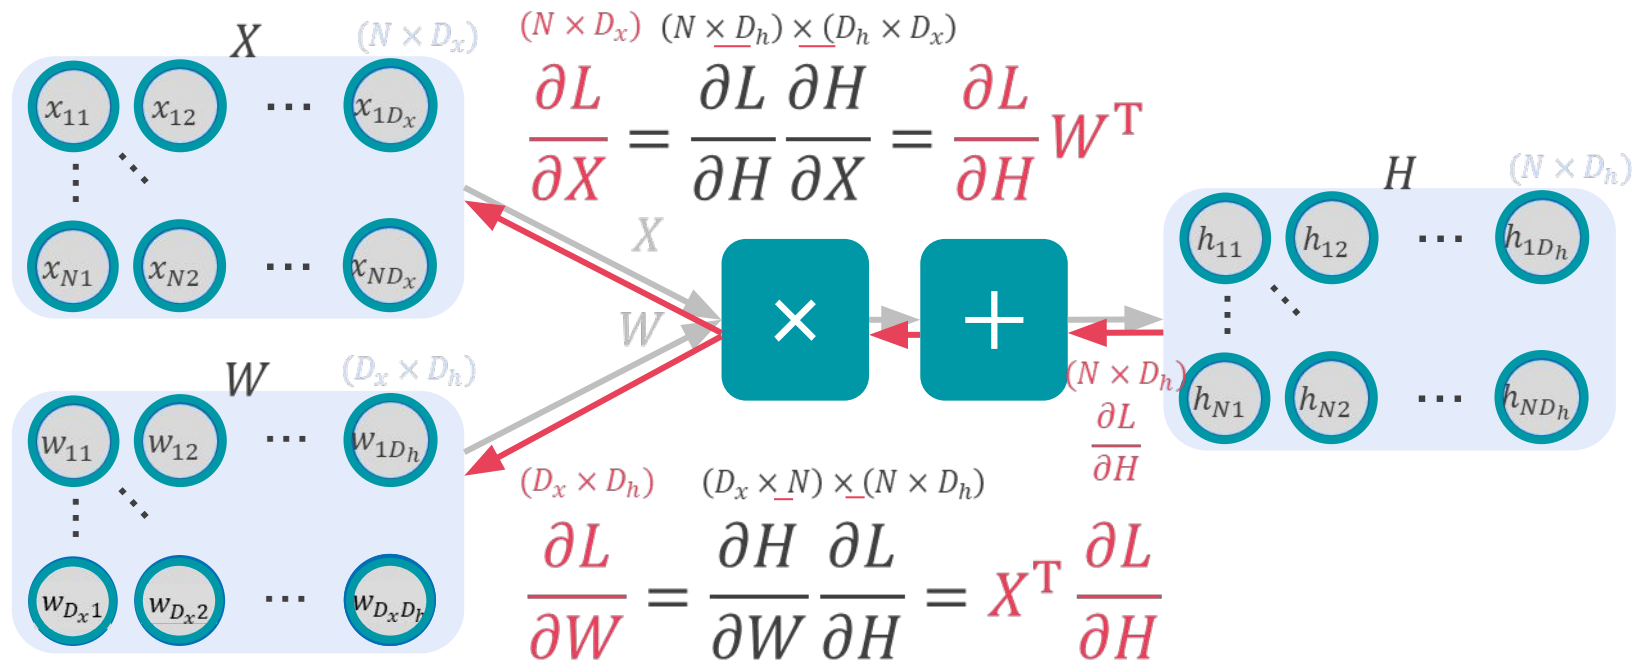 X (N × D_x)
x_11 x_12 ⋯ x_1D_x
⋮ ⋱
x_N1 x_N2 ⋯ x_ND_x
(N × D_x) (N × D_h) × (D_h × D_x)
∂L/∂X = ∂L/∂H ∂H/∂X = ∂L/∂H W^T
X
W
× +
H (N × D_h)
h_11 h_12 ⋯ h_1D_h
⋮ ⋱
h_N1 h_N2 ⋯ h_ND_h
(N × D_h)
∂L/∂H
W (D_x × D_h)
w_11 w_12 ⋯ w_1D_h
⋮ ⋱
w_D_x1 w_D_x2 ⋯ w_D_xD_h
(D_x × D_h) (D_x × N) × (N × D_h)
∂L/∂W = ∂H/∂W ∂L/∂H = X^T ∂L/∂H